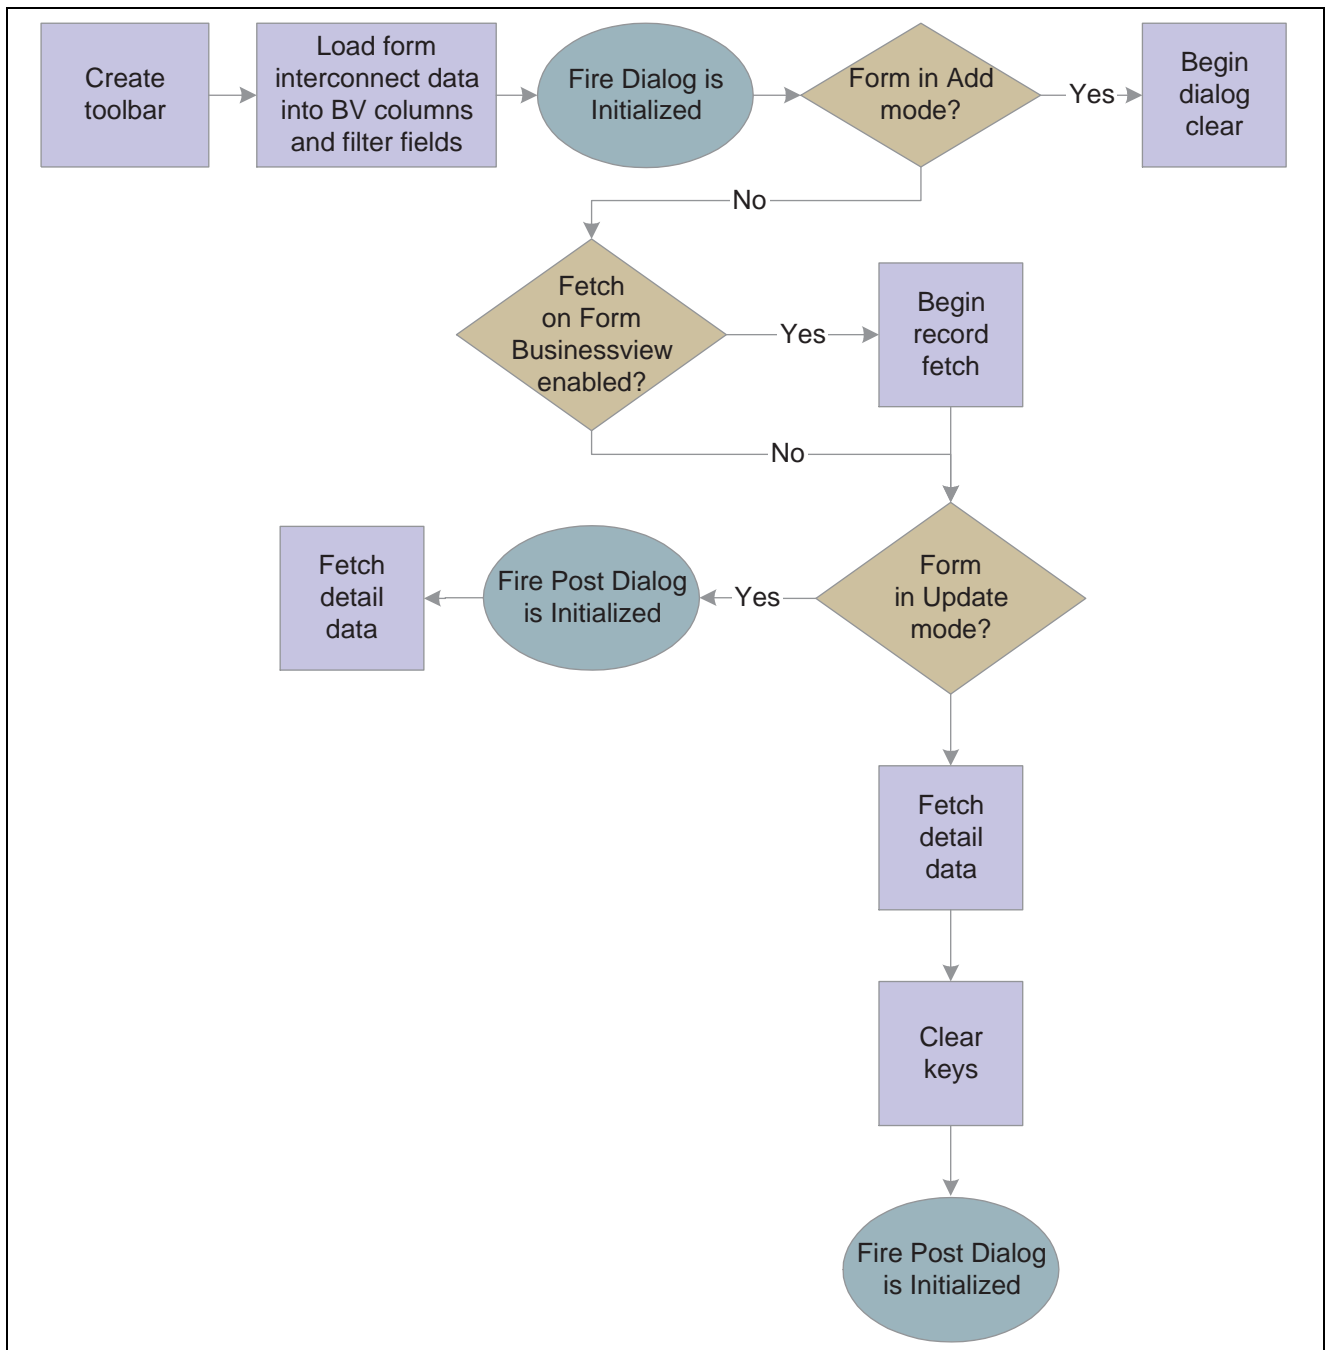 Create
toolbar
Load form
interconnect data
into BV columns
and filter fields
Fire Dialog is
Initialized
Form in Add
mode?
Yes
Begin
dialog
clear
No
Fetch
on Form
Businessview
enabled?
Yes
Begin
record
fetch
No
Form
in Update
mode?
Yes
Fire Post Dialog
is Initialized
Fetch
detail
data
Fetch
detail
data
Clear
keys
Fire Post Dialog
is Initialized